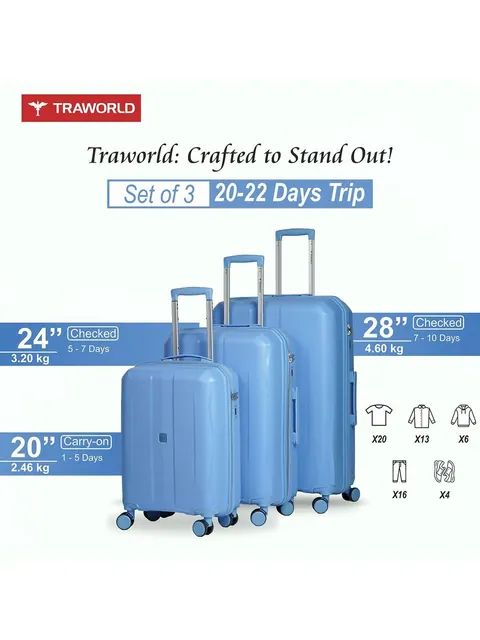 TRAWORLD
Traworld: Crafted to Stand Out!
Set of 3 20-22 Days Trip
24” Checked
3.20 kg 5 - 7 Days
28” Checked
4.60 kg 7 - 10 Days
X20 X13 X6
20” Carry-on
2.46 kg 1 - 5 Days
X16 X4